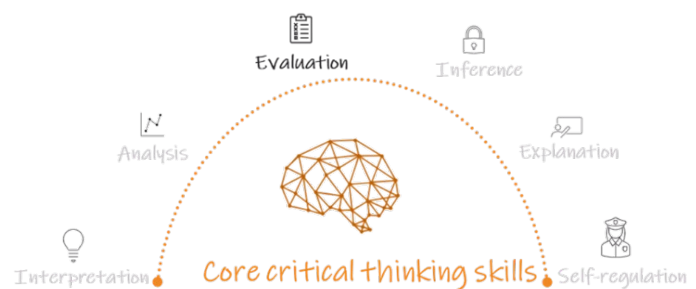 Evaluation
Inference
Analysis
Explanation
Interpretation
Core critical thinking skills
Self-regulation